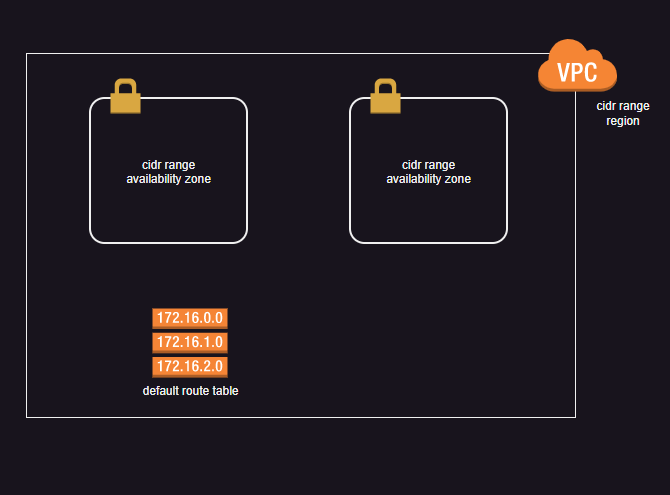 VPC
cidr range
region
cidr range
availability zone
cidr range
availability zone
172.16.0.0
172.16.1.0
172.16.2.0
default route table